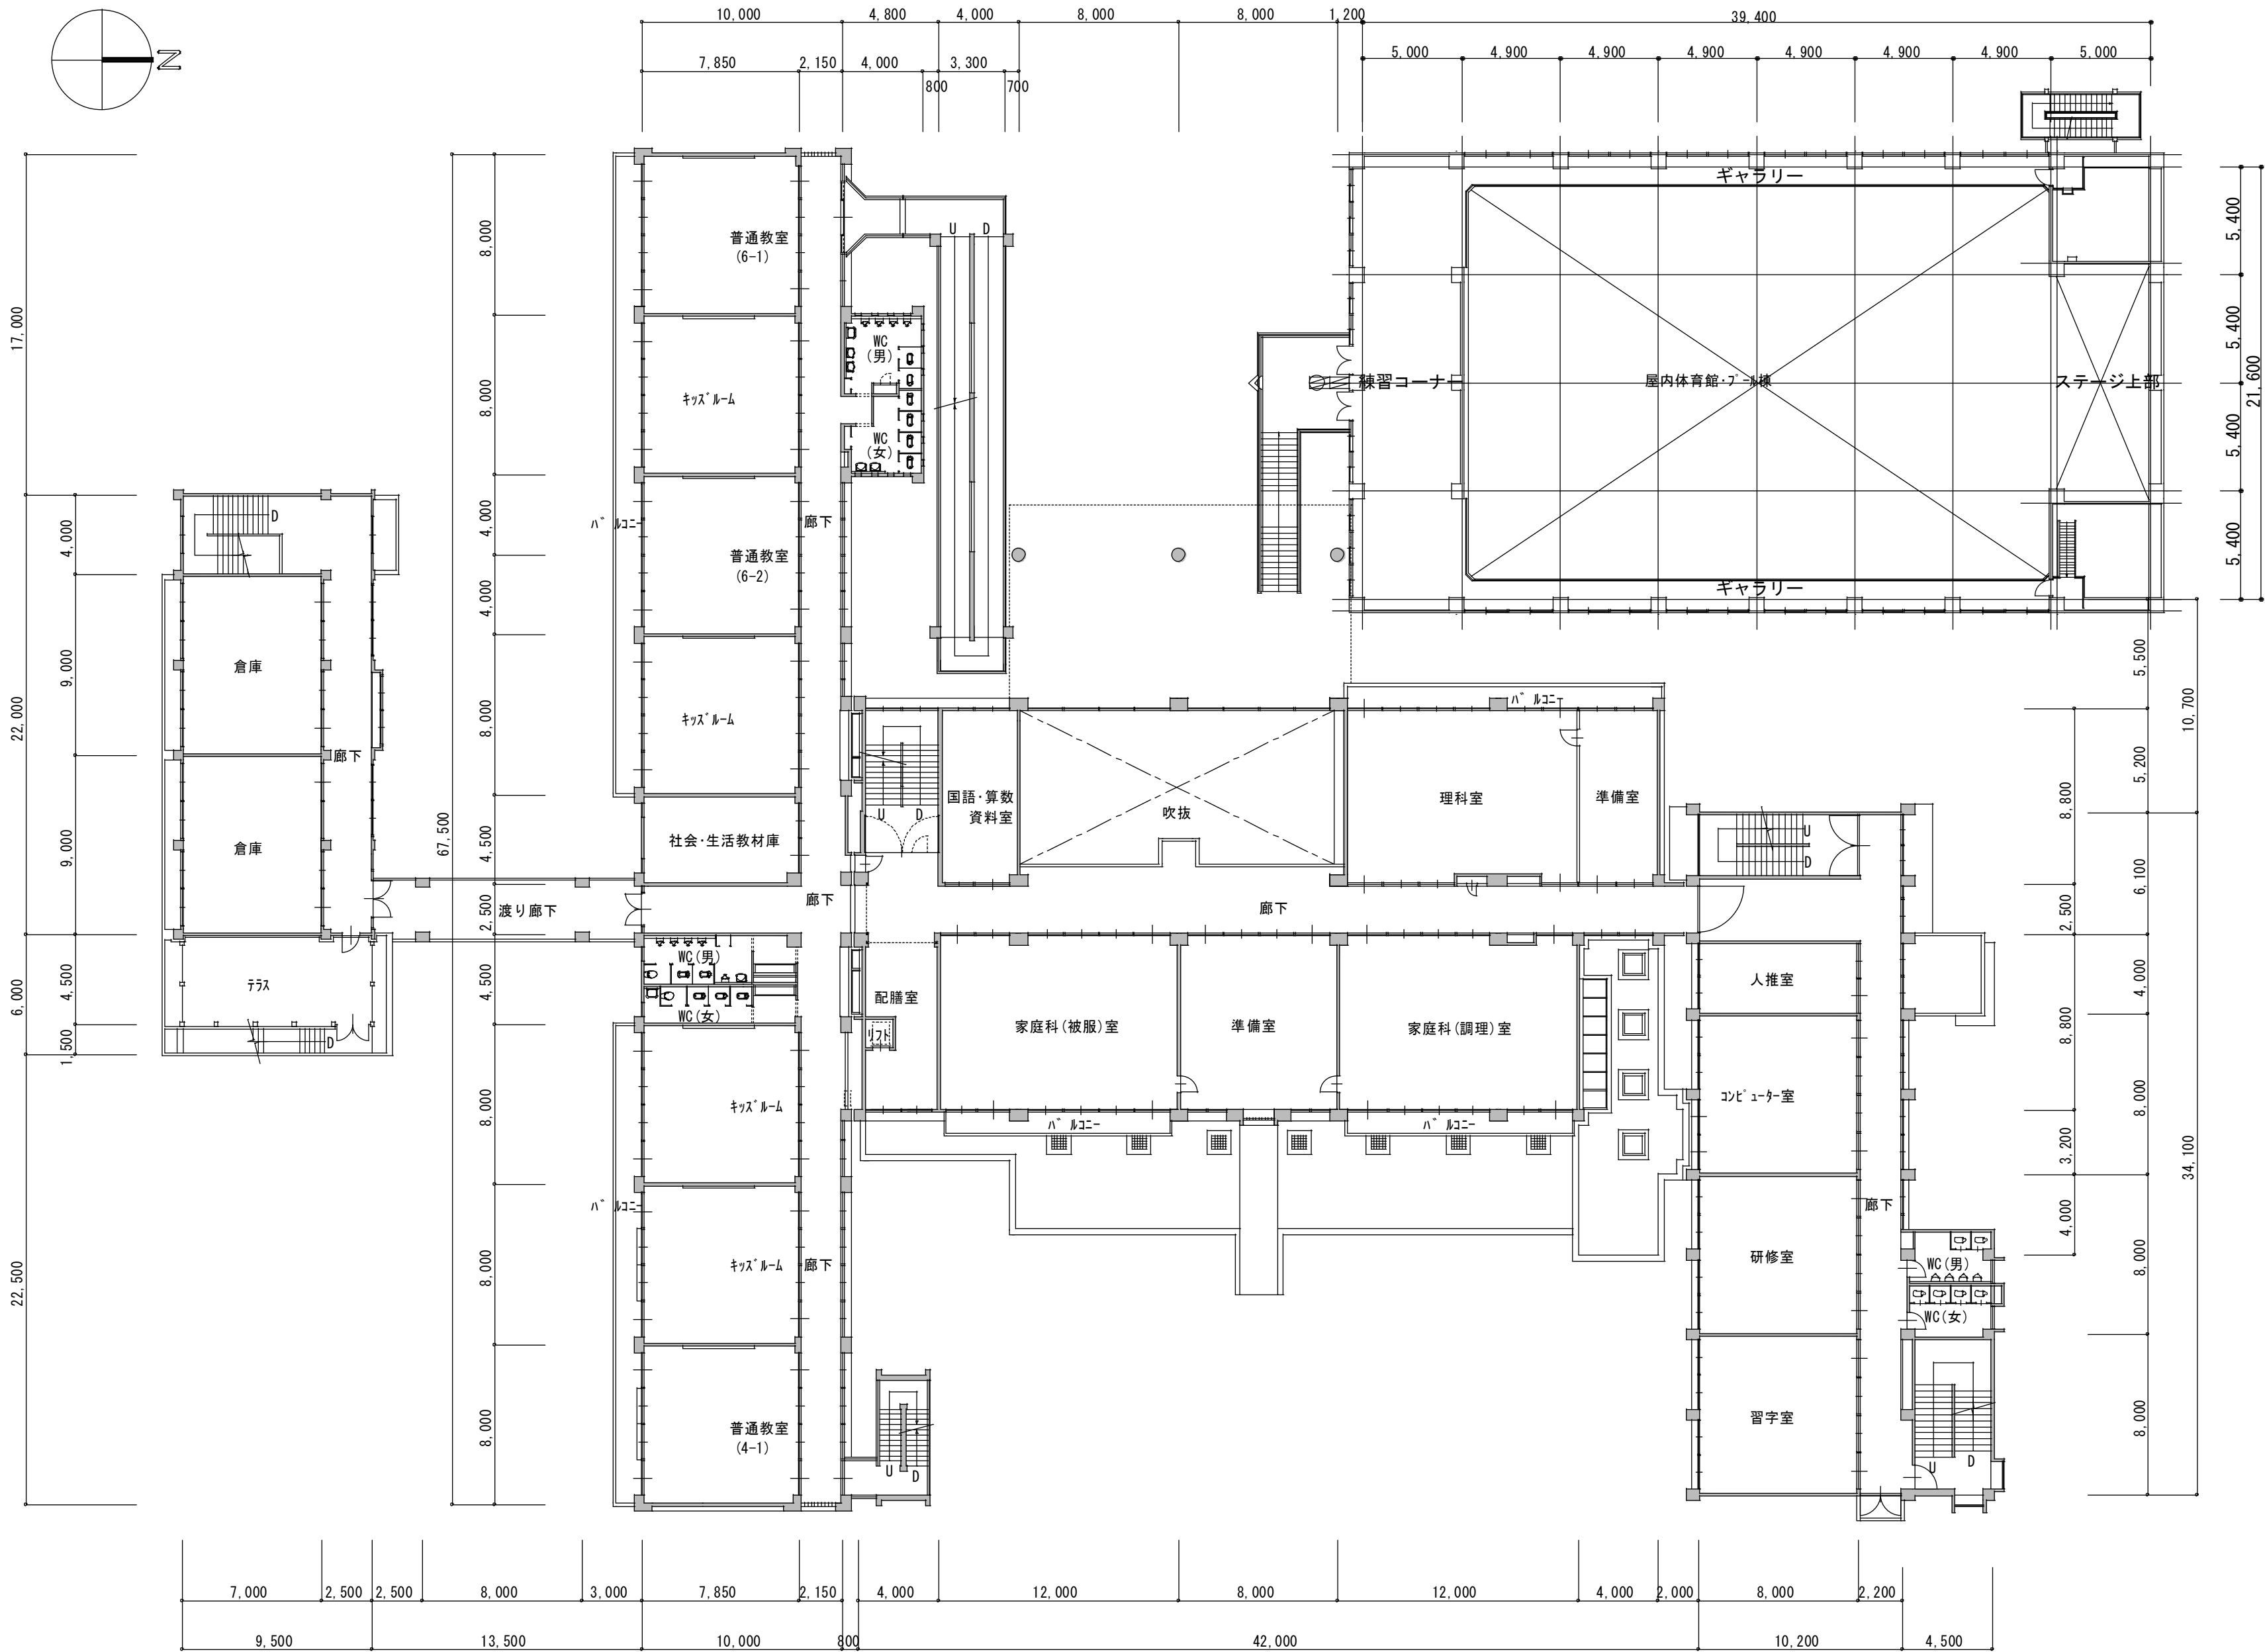 N
10,000
4,800
4,000
8,000
8,000
1,200
39,400
7,850
2,150
4,000
3,300
800
700
5,000
4,900
4,900
4,900
4,900
4,900
4,900
5,000
17,000
22,000
6,000
22,500
4,000
9,000
9,000
4,500
1,500
67,500
8,000
8,000
4,000
4,000
8,000
4,500
2,500
4,500
8,000
8,000
8,000
普通教室
(6-1)
キッズルーム
普通教室
(6-2)
キッズルーム
社会・生活教材庫
バルコニー
廊下
WC
(男)
WC
(女)
U
D
ギャラリー
練習コーナー
屋内体育館・プール棟
ステージ上部
ギャラリー
5,400
5,400
5,400
5,400
21,600
D
倉庫
廊下
倉庫
渡り廊下
テラス
D
U
D
国語・算数
資料室
吹抜
バルコニー
理科室
準備室
U
D
廊下
廊下
WC(男)
WC(女)
配膳室
リフト
家庭科(被服)室
準備室
家庭科(調理)室
バルコニー
バルコニー
キッズルーム
バルコニー
キッズルーム
廊下
普通教室
(4-1)
U
D
人推室
コンピューター室
研修室
廊下
WC(男)
WC(女)
習字室
U
D
5,500
5,200
6,100
4,000
8,000
8,000
8,000
10,700
34,100
8,800
2,500
8,800
3,200
4,000
7,000
2,500
2,500
8,000
3,000
7,850
2,150
4,000
12,000
8,000
12,000
4,000
2,000
8,000
2,200
9,500
13,500
10,000
800
42,000
10,200
4,500